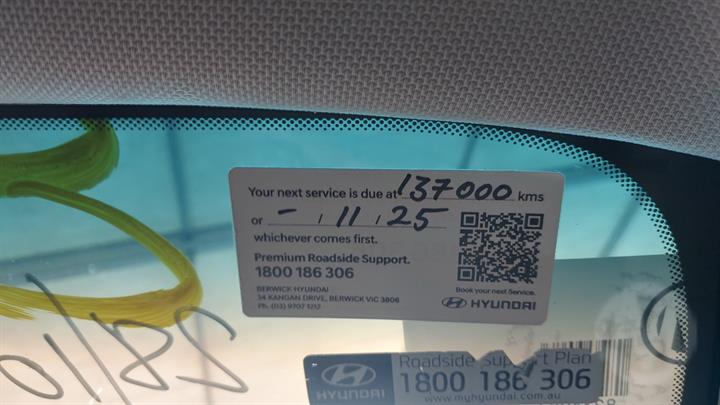 Your next service is due at 137000 kms
or - / 11 / 25
whichever comes first.
Premium Roadside Support.
1800 186 306
BERWICK HYUNDAI
34 KANGAN DRIVE, BERWICK VIC 3806
Ph. (03) 9707 1212
Book your next Service.
HYUNDAI
Roadside Support Plan
1800 186 306
www.myhyundai.com.au
HYUNDAI